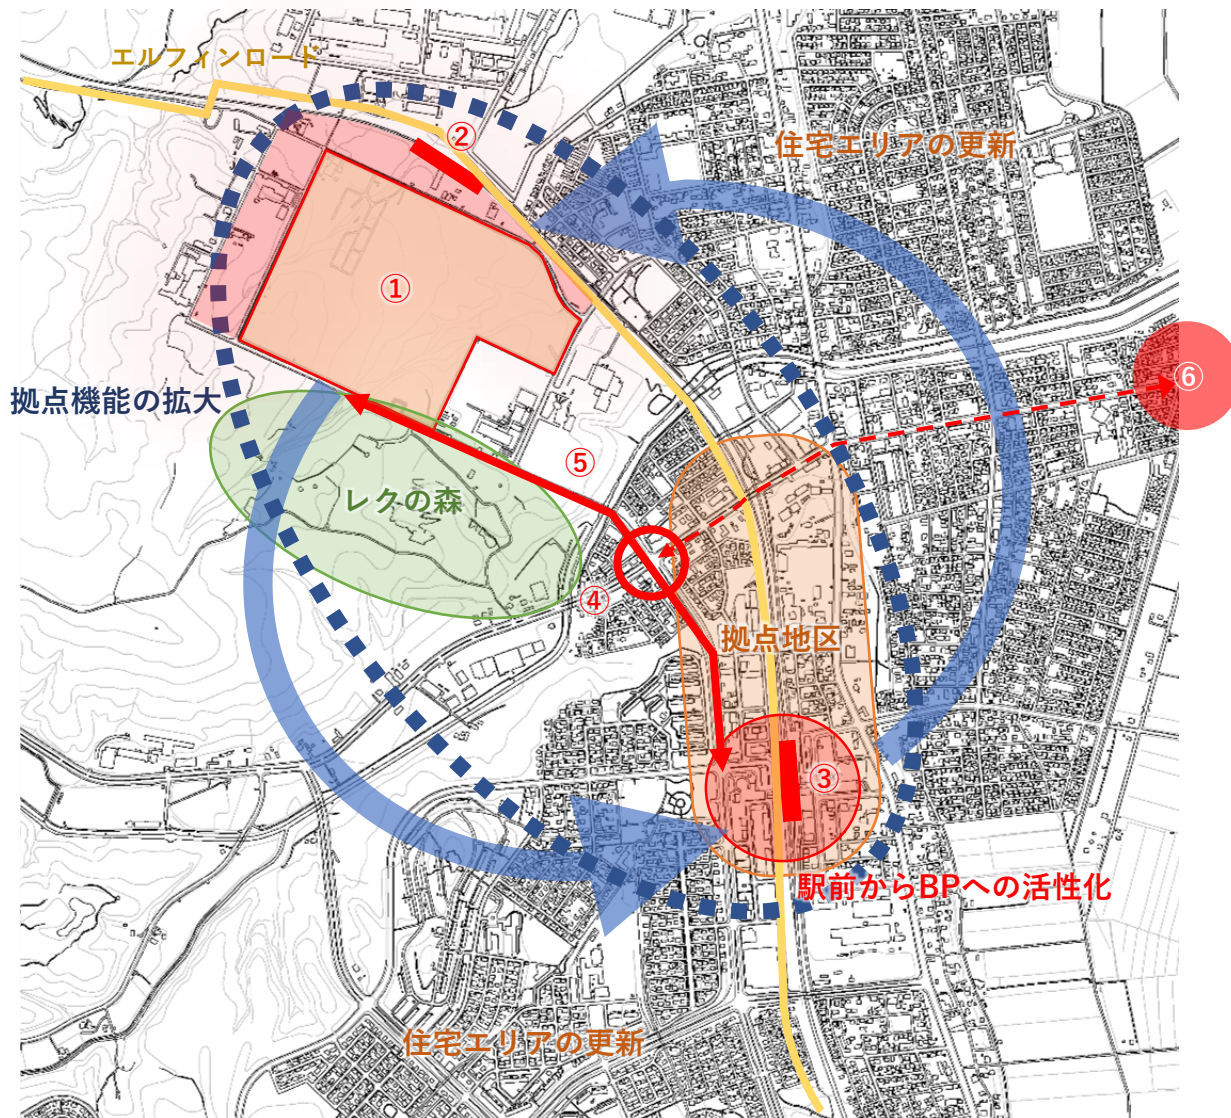 エルフィンロード
②
住宅エリアの更新
①
⑥
拠点機能の拡大
⑤
レクの森
④
拠点地区
③
駅前からBPへの活性化
住宅エリアの更新